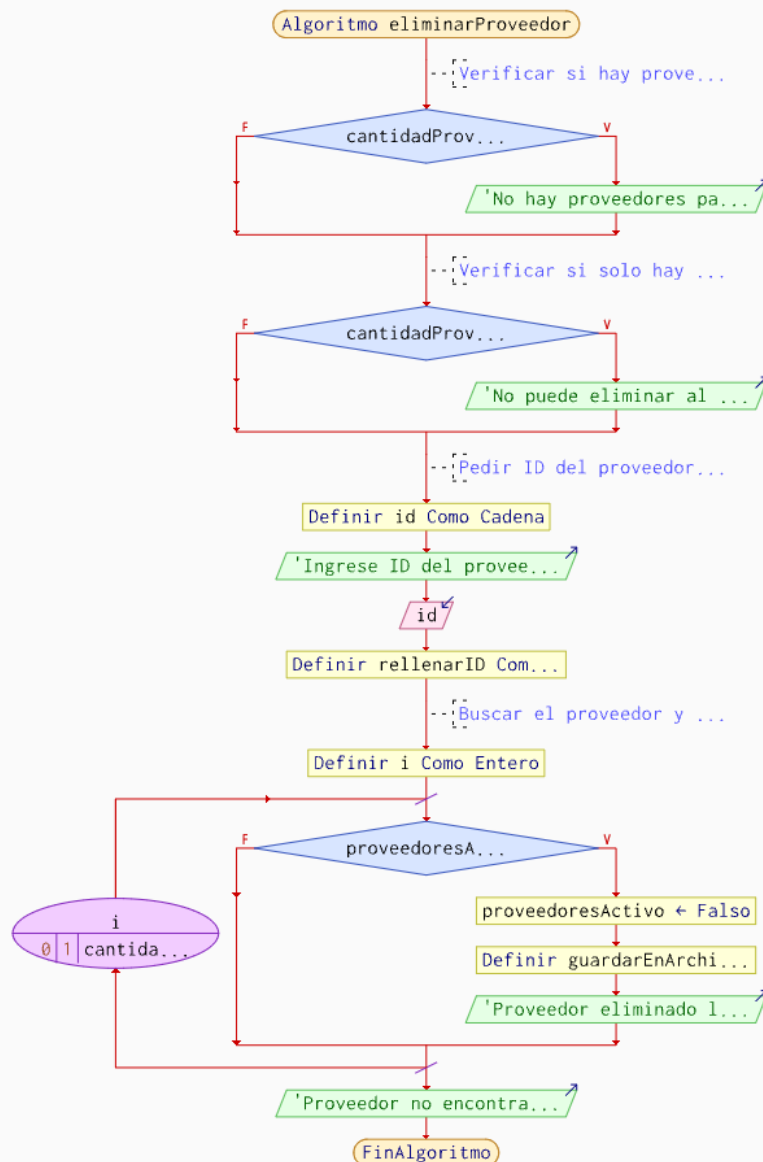 Algoritmo eliminarProveedor
Verificar si hay prove...
F
V
cantidadProv...
'No hay proveedores pa...
Verificar si solo hay ...
F
V
cantidadProv...
'No puede eliminar al ...
Pedir ID del proveedor...
Definir id Como Cadena
'Ingrese ID del provee...
id
Definir rellenarID Com...
Buscar el proveedor y ...
Definir i Como Entero
F
V
proveedoresA...
i
0 1 cantida...
proveedoresActivo ← Falso
Definir guardarEnArchi...
'Proveedor eliminado l...
'Proveedor no encontra...
FinAlgoritmo